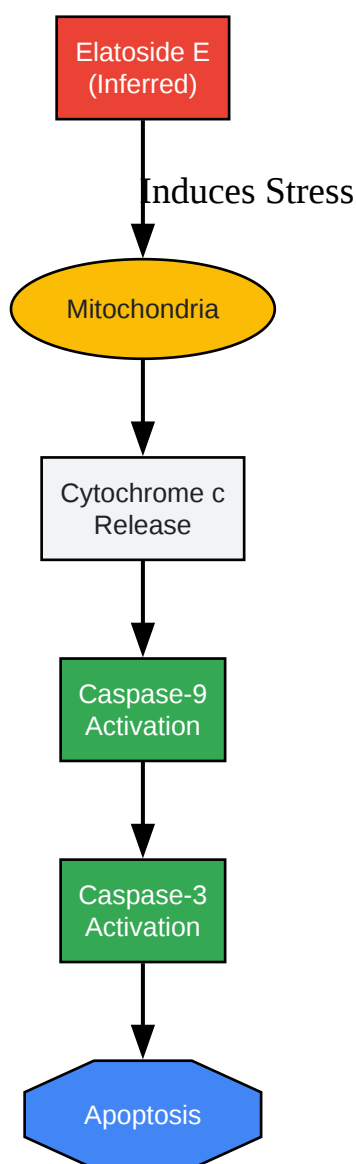 Elatoside E
(Inferred)
Induces Stress
Mitochondria
Cytochrome c
Release
Caspase-9
Activation
Caspase-3
Activation
Apoptosis